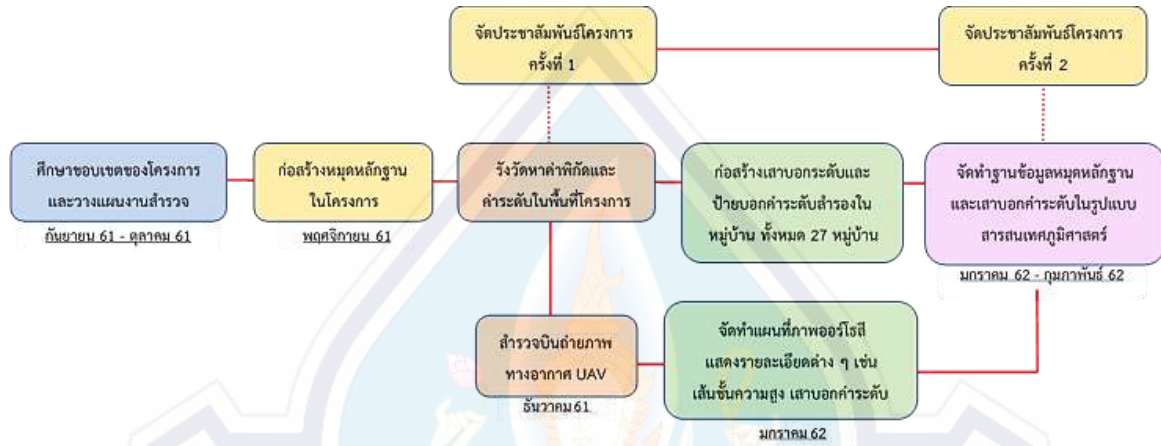 จัดประชาสัมพันธ์โครงการ
ครั้งที่ 1
จัดประชาสัมพันธ์โครงการ
ครั้งที่ 2
ศึกษาขอบเขตของโครงการ
และวางแผนงานสำรวจ
กันยายน 61 - ตุลาคม 61
ก่อสร้างหมุดหลักฐาน
ในโครงการ
พฤศจิกายน 61
รังวัดหาค่าพิกัดและ
ค่าระดับในพื้นที่โครงการ
ก่อสร้างเสาบอกระดับและ
ป้ายบอกค่าระดับสำรองใน
หมู่บ้าน ทั้งหมด 27 หมู่บ้าน
จัดทำฐานข้อมูลหมุดหลักฐาน
และเสาบอกค่าระดับในรูปแบบ
สารสนเทศภูมิศาสตร์
มกราคม 62 - กุมภาพันธ์ 62
สำรวจบินถ่ายภาพ
ทางอากาศ UAV
ธันวาคม 61
จัดทำแผนที่ภาพออร์โธสี
แสดงรายละเอียดต่าง ๆ เช่น
เส้นชั้นความสูง เสาบอกค่าระดับ
มกราคม 62